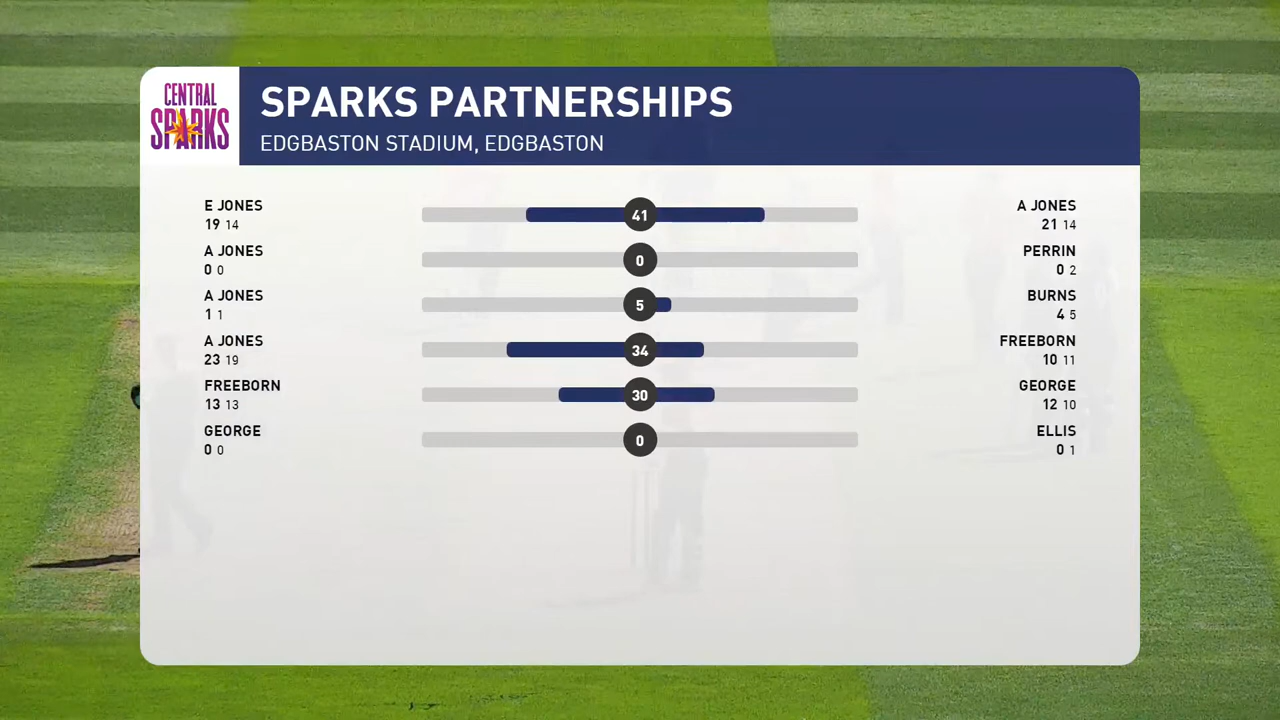 CENTRAL
SPARKS
SPARKS PARTNERSHIPS
EDGBASTON STADIUM, EDGBASTON
E JONES 41 A JONES
19 14 21 14
A JONES 0 PERRIN
0 0 0 2
A JONES 5 BURNS
1 1 4 5
A JONES 34 FREEBORN
23 19 10 11
FREEBORN 30 GEORGE
13 13 12 10
GEORGE 0 ELLIS
0 0 0 1